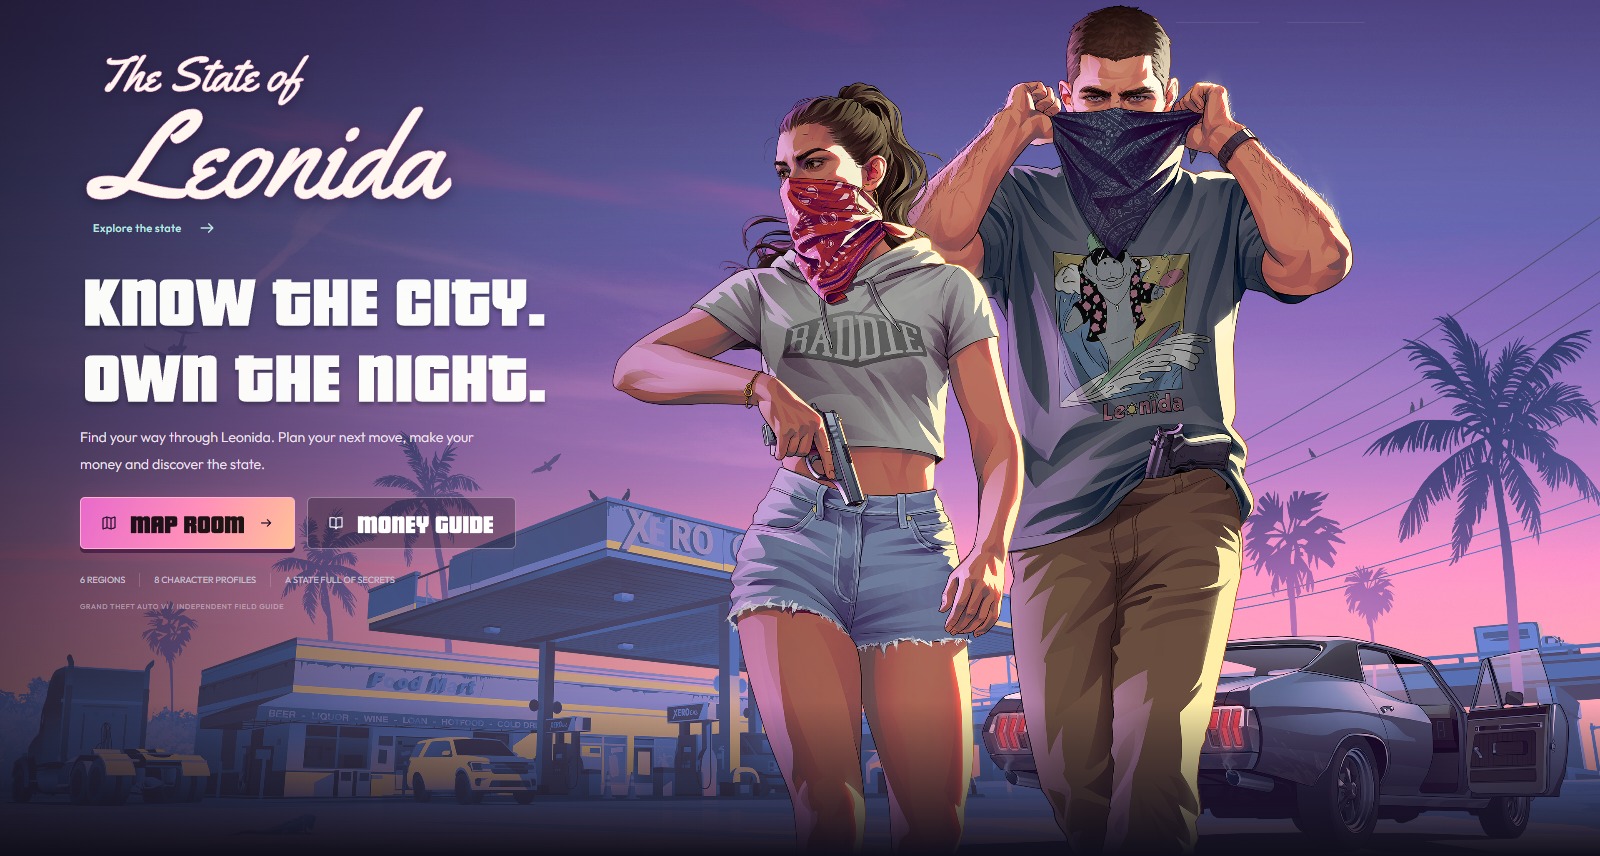 The State of
Leonida
Explore the state
KNOW THE CITY.
OWN THE NIGHT.
Find your way through Leonida. Plan your next move, make your
money and discover the state.
MAP ROOM
MONEY GUIDE
6 REGIONS
8 CHARACTER PROFILES
A STATE FULL OF SECRETS
GRAND THEFT AUTO VI / INDEPENDENT FIELD GUIDE
BADDIE
Leonida
XERO
Food Mart
BEER - LIQUOR - WINE - LOAN - HOTFOOD - COLD
XERO